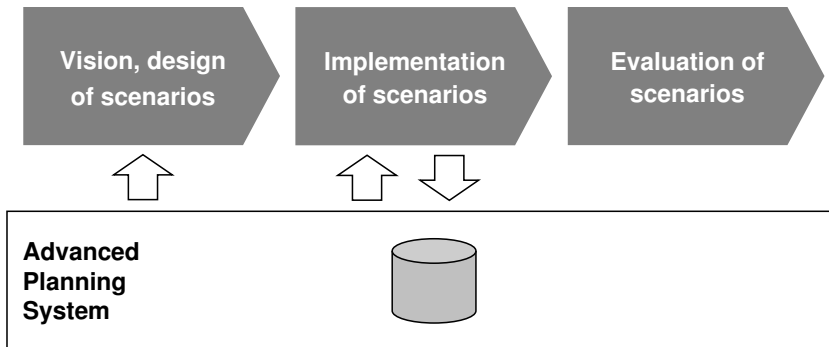 Vision, design
of scenarios
Implementation
of scenarios
Evaluation of
scenarios
Advanced
Planning
System